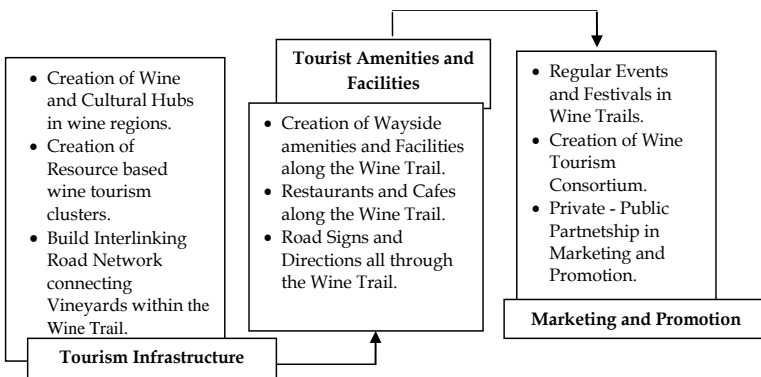 • Creation of Wine
and Cultural Hubs
in wine regions.
• Creation of
Resource based
wine tourism
clusters.
• Build Interlinking
Road Network
connecting
Vineyards within the
Wine Trail.
Tourism Infrastructure
Tourist Amenities and
Facilities
• Creation of Wayside
amenities and Facilities
along the Wine Trail.
• Restaurants and Cafes
along the Wine Trail.
• Road Signs and
Directions all through
the Wine Trail.
• Regular Events
and Festivals in
Wine Trails.
• Creation of Wine
Tourism
Consortium.
• Private - Public
Partnetship in
Marketing and
Promotion.
Marketing and Promotion